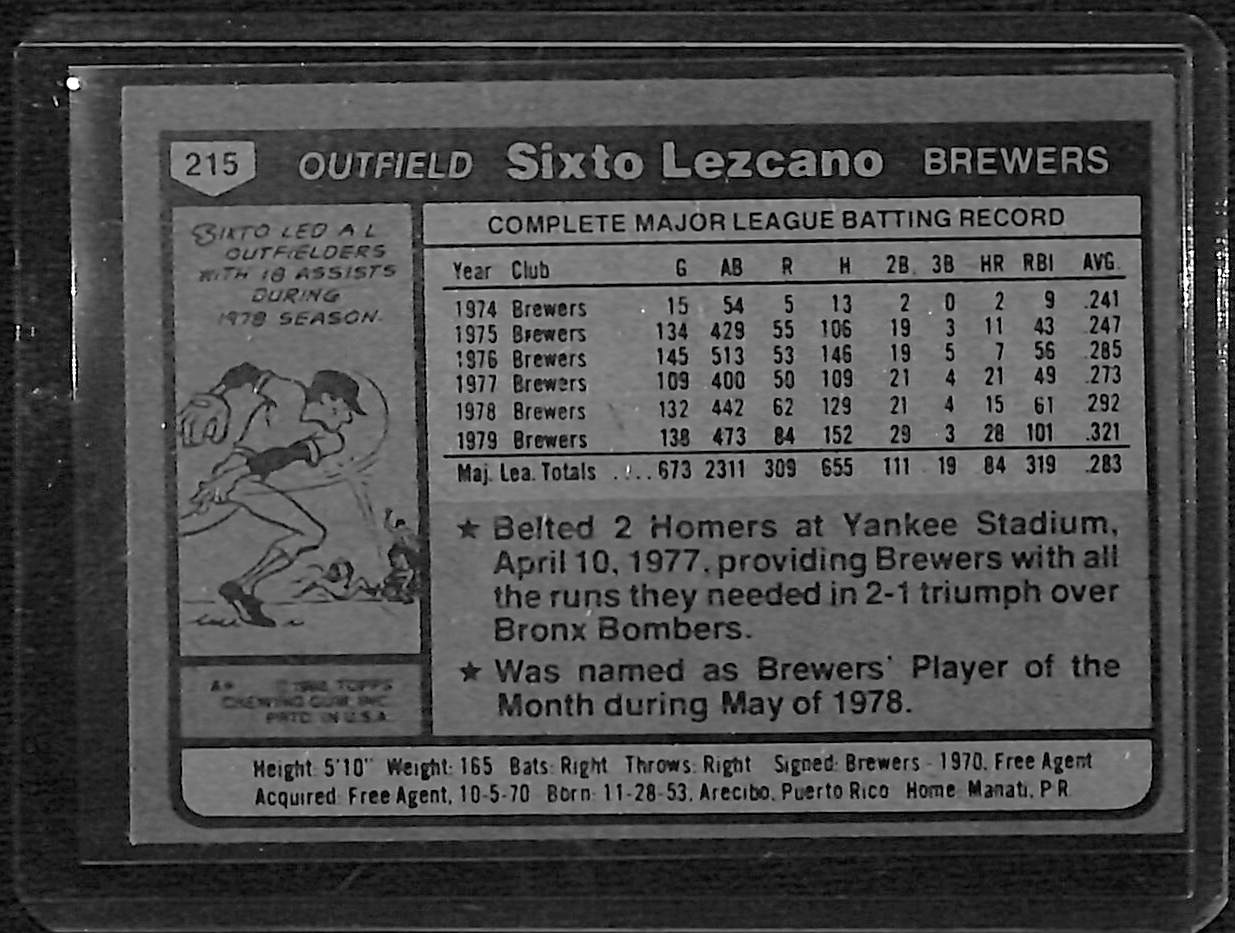 215 OUTFIELD Sixto Lezcano BREWERS
SIXTO LED A L
OUTFIELDERS
WITH 18 ASSISTS
DURING
1978 SEASON.
COMPLETE MAJOR LEAGUE BATTING RECORD
Year Club G AB R H 2B. 3B HR RBI AVG.
1974 Brewers 15 54 5 13 2 0 2 9 .241
1975 Brewers 134 429 55 106 19 3 11 43 .247
1976 Brewers 145 513 53 146 19 5 7 56 .285
1977 Brewers 109 400 50 109 21 4 21 49 .273
1978 Brewers 132 442 62 129 21 4 15 61 .292
1979 Brewers 138 473 84 152 29 3 28 101 .321
Maj. Lea. Totals ....673 2311 309 655 111 19 84 319 .283
★ Belted 2 Homers at Yankee Stadium,
April 10, 1977, providing Brewers with all
the runs they needed in 2-1 triumph over
Bronx Bombers.
★ Was named as Brewers' Player of the
Month during May of 1978.
A* © 1980 TOPPS
CHEWING GUM, INC.
PRTD. IN U.S.A.
Height: 5'10" Weight: 165 Bats: Right Throws: Right Signed: Brewers - 1970, Free Agent
Acquired: Free Agent, 10-5-70 Born: 11-28-53, Arecibo, Puerto Rico Home: Manati, P.R.